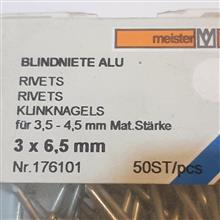 meister
BLINDNIETE ALU
RIVETS
RIVETS
KLINKNAGELS
für 3,5 - 4,5 mm Mat.Stärke
3 x 6,5 mm
Nr.176101 50ST/pcs